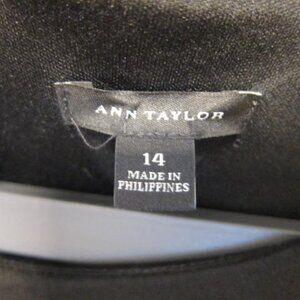 ANN TAYLOR
14
MADE IN
PHILIPPINES